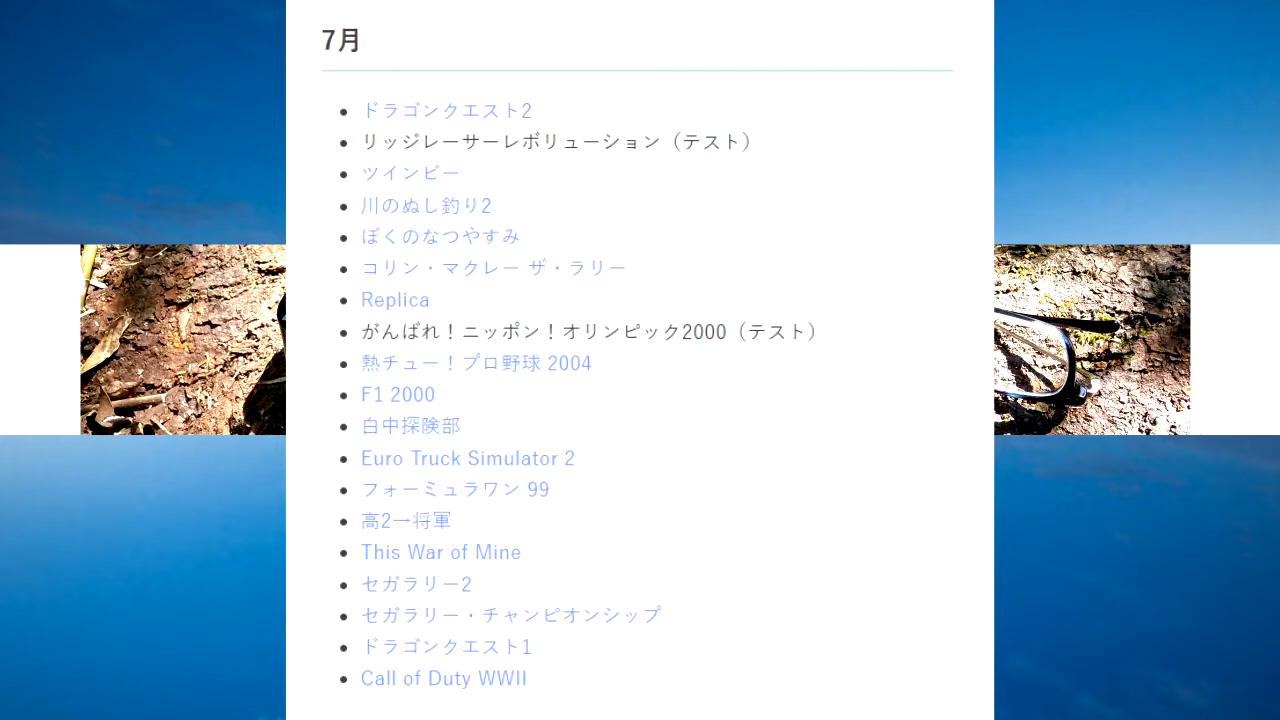 7月
ドラゴンクエスト2
リッジレーサーレボリューション（テスト）
ツインビー
川のぬし釣り2
ぼくのなつやすみ
コリン・マクレー ザ・ラリー
Replica
がんばれ！ニッポン！オリンピック2000（テスト）
熱チュー！プロ野球 2004
F1 2000
白中探険部
Euro Truck Simulator 2
フォーミュラワン 99
高2→将軍
This War of Mine
セガラリー2
セガラリー・チャンピオンシップ
ドラゴンクエスト1
Call of Duty WWII